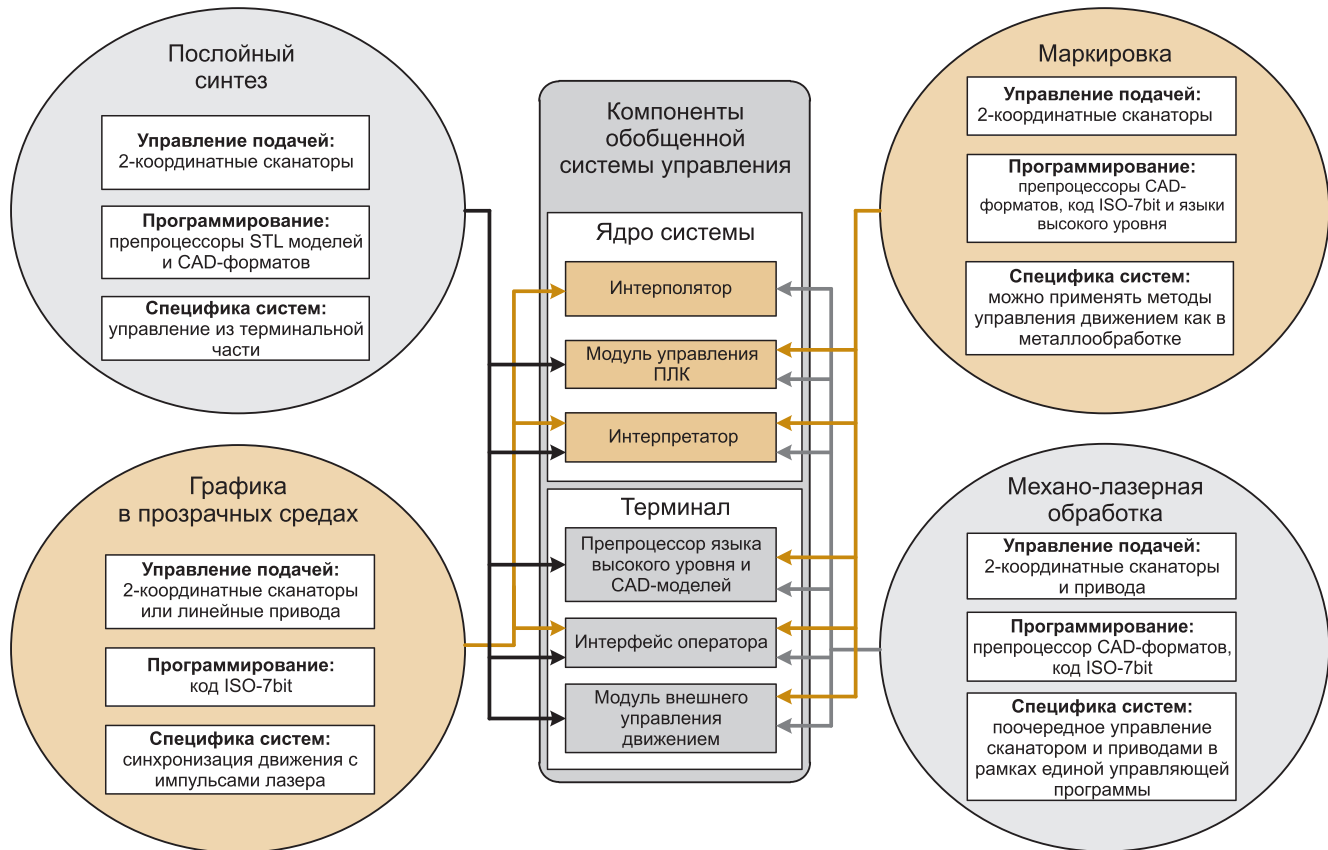 Послойный
синтез
Управление подачей:
2-координатные сканаторы
Программирование:
препроцессоры STL моделей
и CAD-форматов
Специфика систем:
управление из терминальной
части
Графика
в прозрачных средах
Управление подачей:
2-координатные сканаторы
или линейные привода
Программирование:
код ISO-7bit
Специфика систем:
синхронизация движения с
импульсами лазера
Компоненты
обобщенной
системы управления
Ядро системы
Интерполятор
Модуль управления
ПЛК
Интерпретатор
Терминал
Препроцессор языка
высокого уровня и
CAD-моделей
Интерфейс оператора
Модуль внешнего
управления
движением
Маркировка
Управление подачей:
2-координатные сканаторы
Программирование:
препроцессоры CAD-
форматов, код ISO-7bit и языки
высокого уровня
Специфика систем:
можно применять методы
управления движением как в
металлообработке
Механо-лазерная
обработка
Управление подачей:
2-координатные сканаторы
и привода
Программирование:
препроцессор CAD-форматов,
код ISO-7bit
Специфика систем:
поочередное управление
сканатором и приводами в
рамках единой управляющей
программы